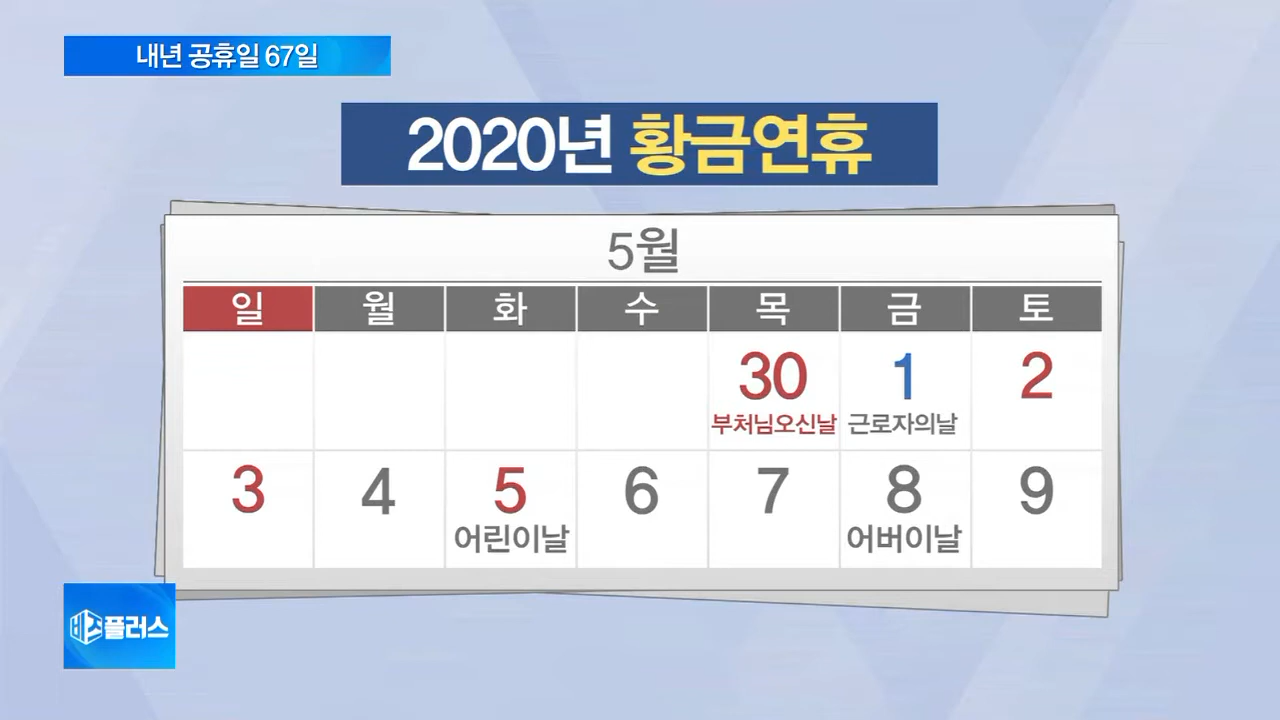 내년 공휴일 67일
2020년 황금연휴
5월
일 월 화 수 목 금 토
30 1 2
부처님오신날 근로자의날
3 4 5 6 7 8 9
어린이날 어버이날
비즈플러스